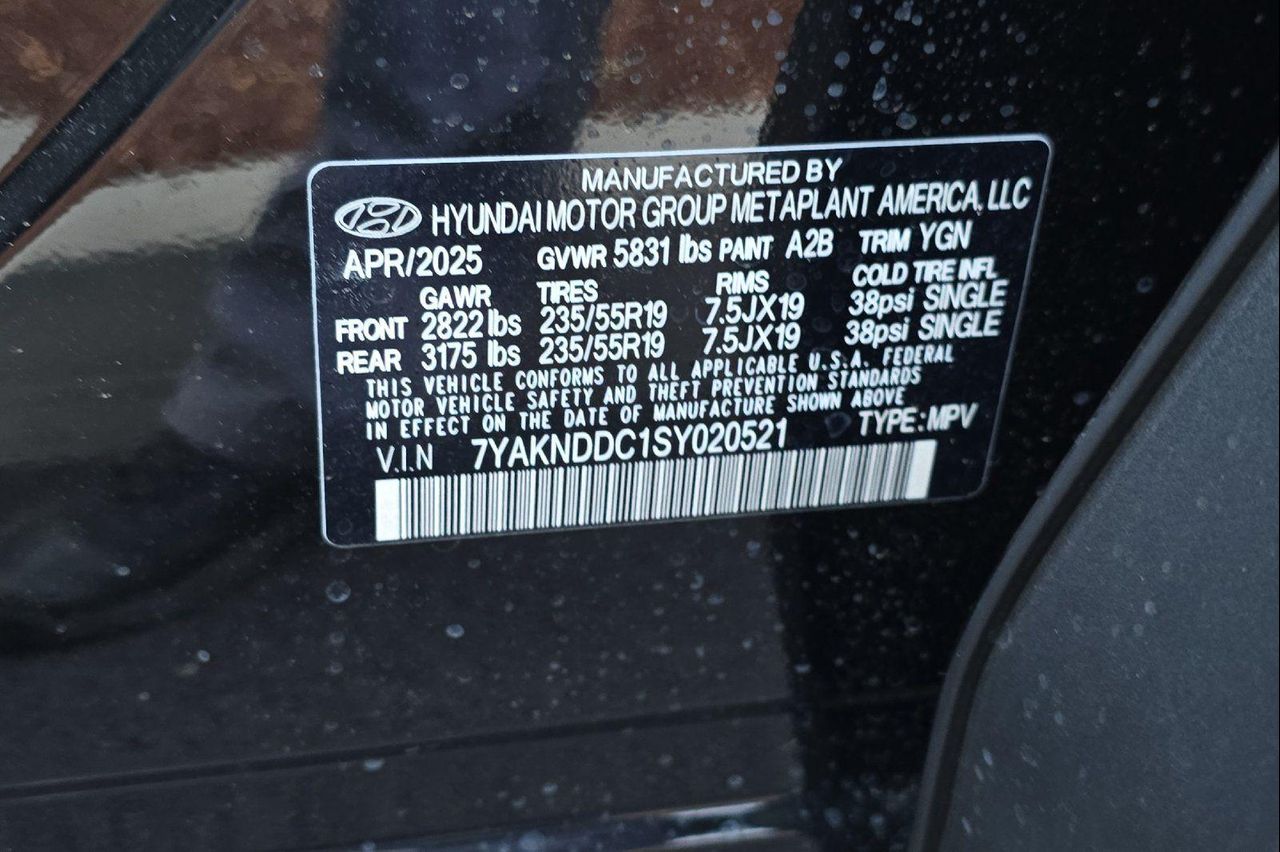 MANUFACTURED BY
HYUNDAI MOTOR GROUP METAPLANT AMERICA, LLC
APR/2025 GVWR 5831 lbs PAINT A2B TRIM YGN
GAWR TIRES RIMS COLD TIRE INFL
FRONT 2822 lbs 235/55R19 7.5JX19 38psi SINGLE
REAR 3175 lbs 235/55R19 7.5JX19 38psi SINGLE
THIS VEHICLE CONFORMS TO ALL APPLICABLE U.S.A. FEDERAL
MOTOR VEHICLE SAFETY AND THEFT PREVENTION STANDARDS
IN EFFECT ON THE DATE OF MANUFACTURE SHOWN ABOVE
V.I.N 7YAKNDDC1SY020521 TYPE:MPV